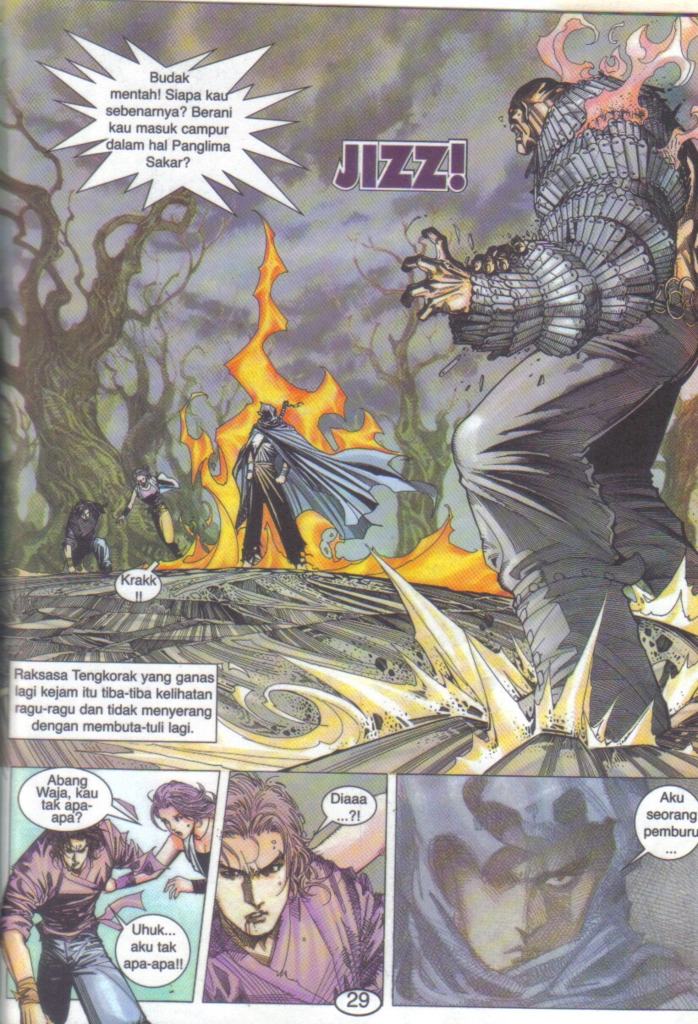 Budak
mentah! Siapa kau
sebenarnya? Berani
kau masuk campur
dalam hal Panglima
Sakar?
JIZZ!
Krakk
!!
Raksasa Tengkorak yang ganas
lagi kejam itu tiba-tiba kelihatan
ragu-ragu dan tidak menyerang
dengan membuta-tuli lagi.
Abang
Waja, kau
tak apa-
apa?
Uhuk...
aku tak
apa-apa!!
Diaaa
...?!
Aku
seorang
pemburu
...
29